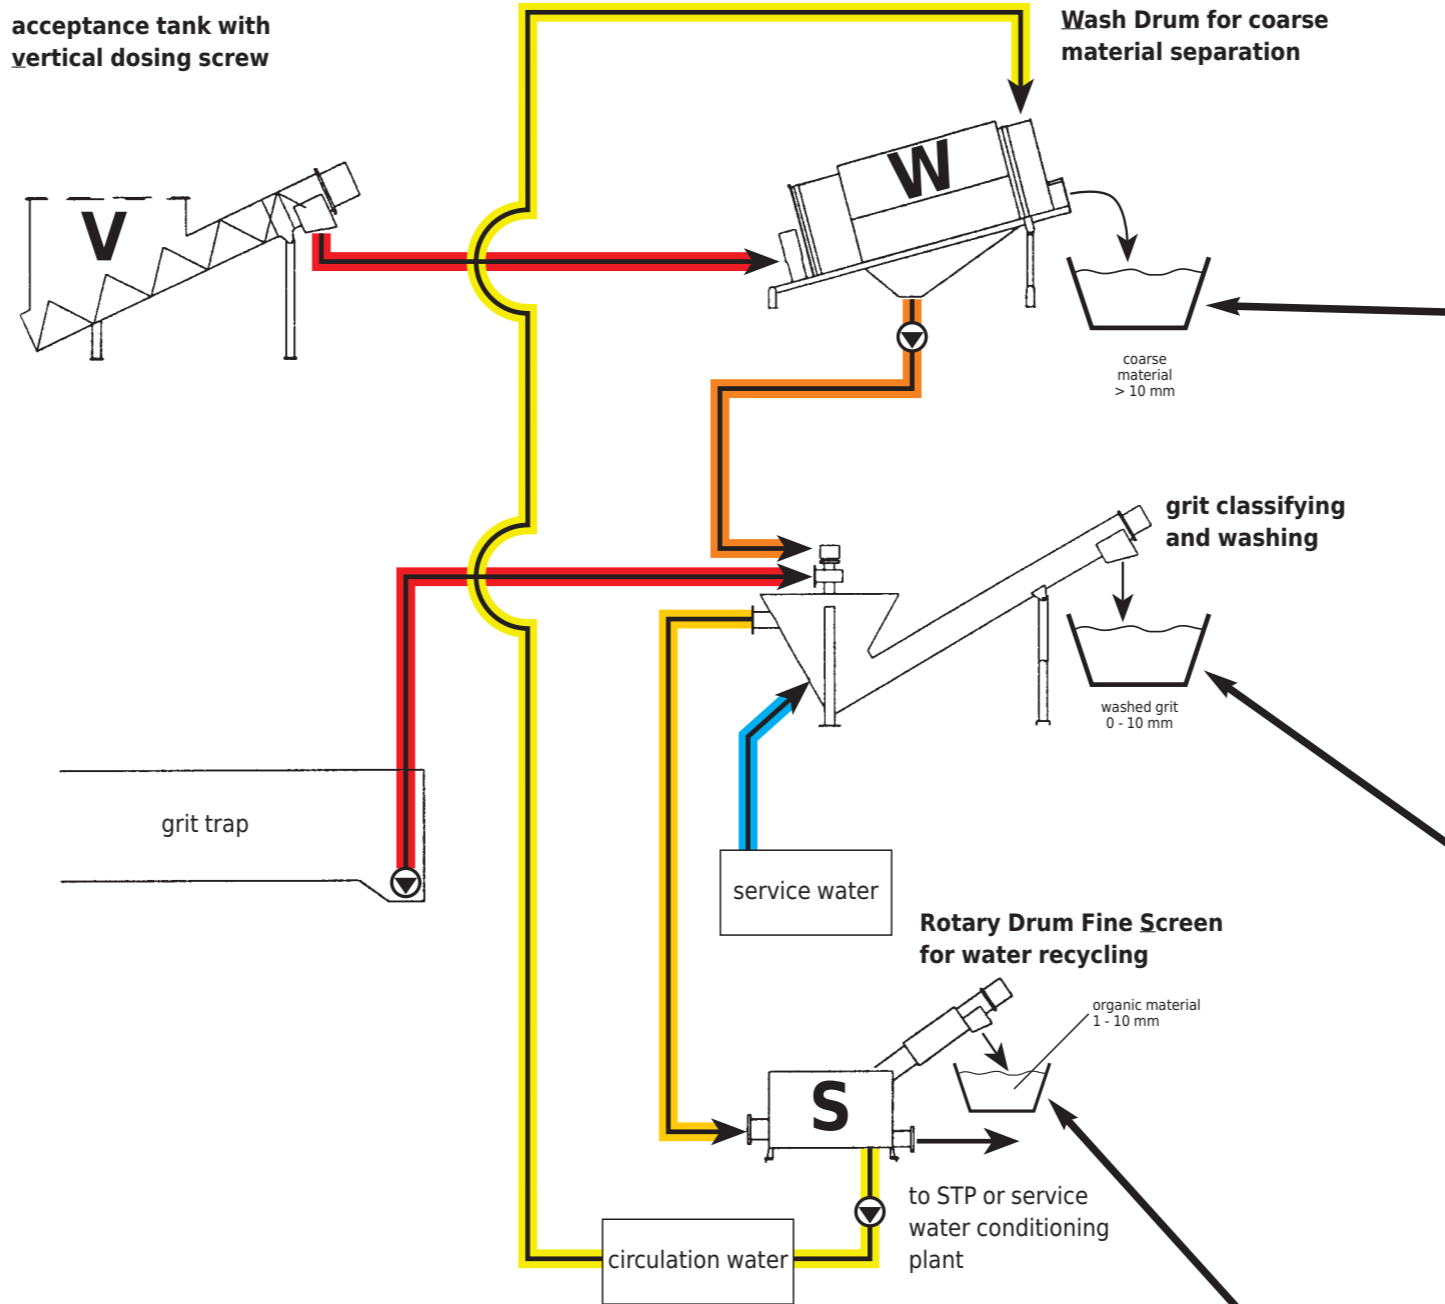 acceptance tank with
vertical dosing screw
Wash Drum for coarse
material separation
V
W
coarse
material
> 10 mm
grit classifying
and washing
washed grit
0 - 10 mm
grit trap
service water
Rotary Drum Fine Screen
for water recycling
organic material
1 - 10 mm
S
to STP or service
water conditioning
plant
circulation water